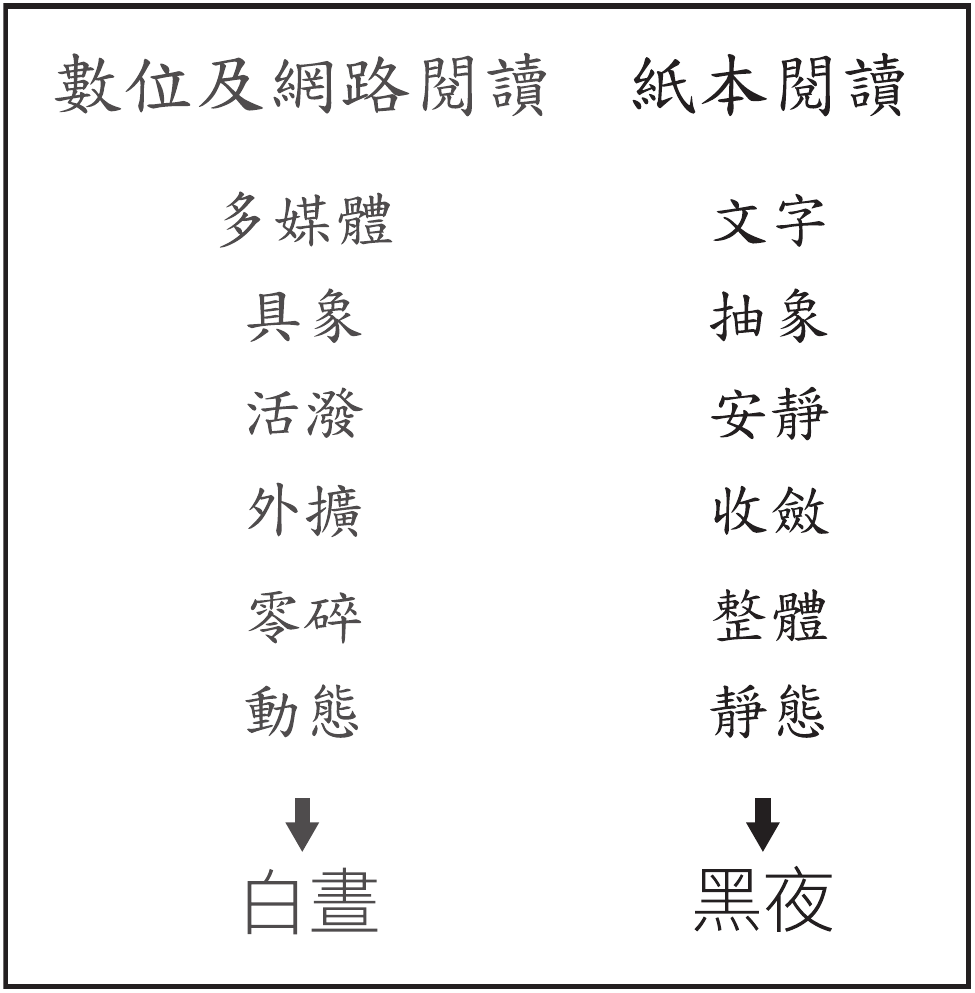 數位及網路閱讀 紙本閱讀
多媒體 文字
具象 抽象
活潑 安靜
外擴 收斂
零碎 整體
動態 靜態
白晝 黑夜